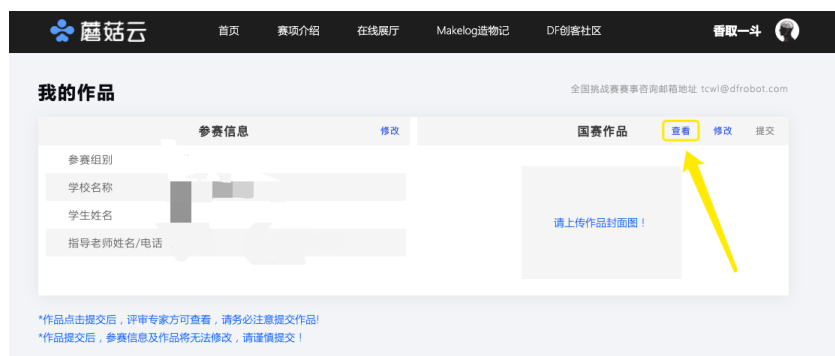 蘑菇云 首页 赛项介绍 在线展厅 Makelog造物记 DF创客社区 香取一斗
我的作品 全国挑战赛赛事咨询邮箱地址 tcwl@dfrobot.com
参赛信息 修改 国赛作品 查看 修改 提交
参赛组别
学校名称
学生姓名
请上传作品封面图！
指导老师姓名/电话
*作品点击提交后，评审专家方可查看，请务必注意提交作品!
*作品提交后，参赛信息及作品将无法修改，请谨慎提交！